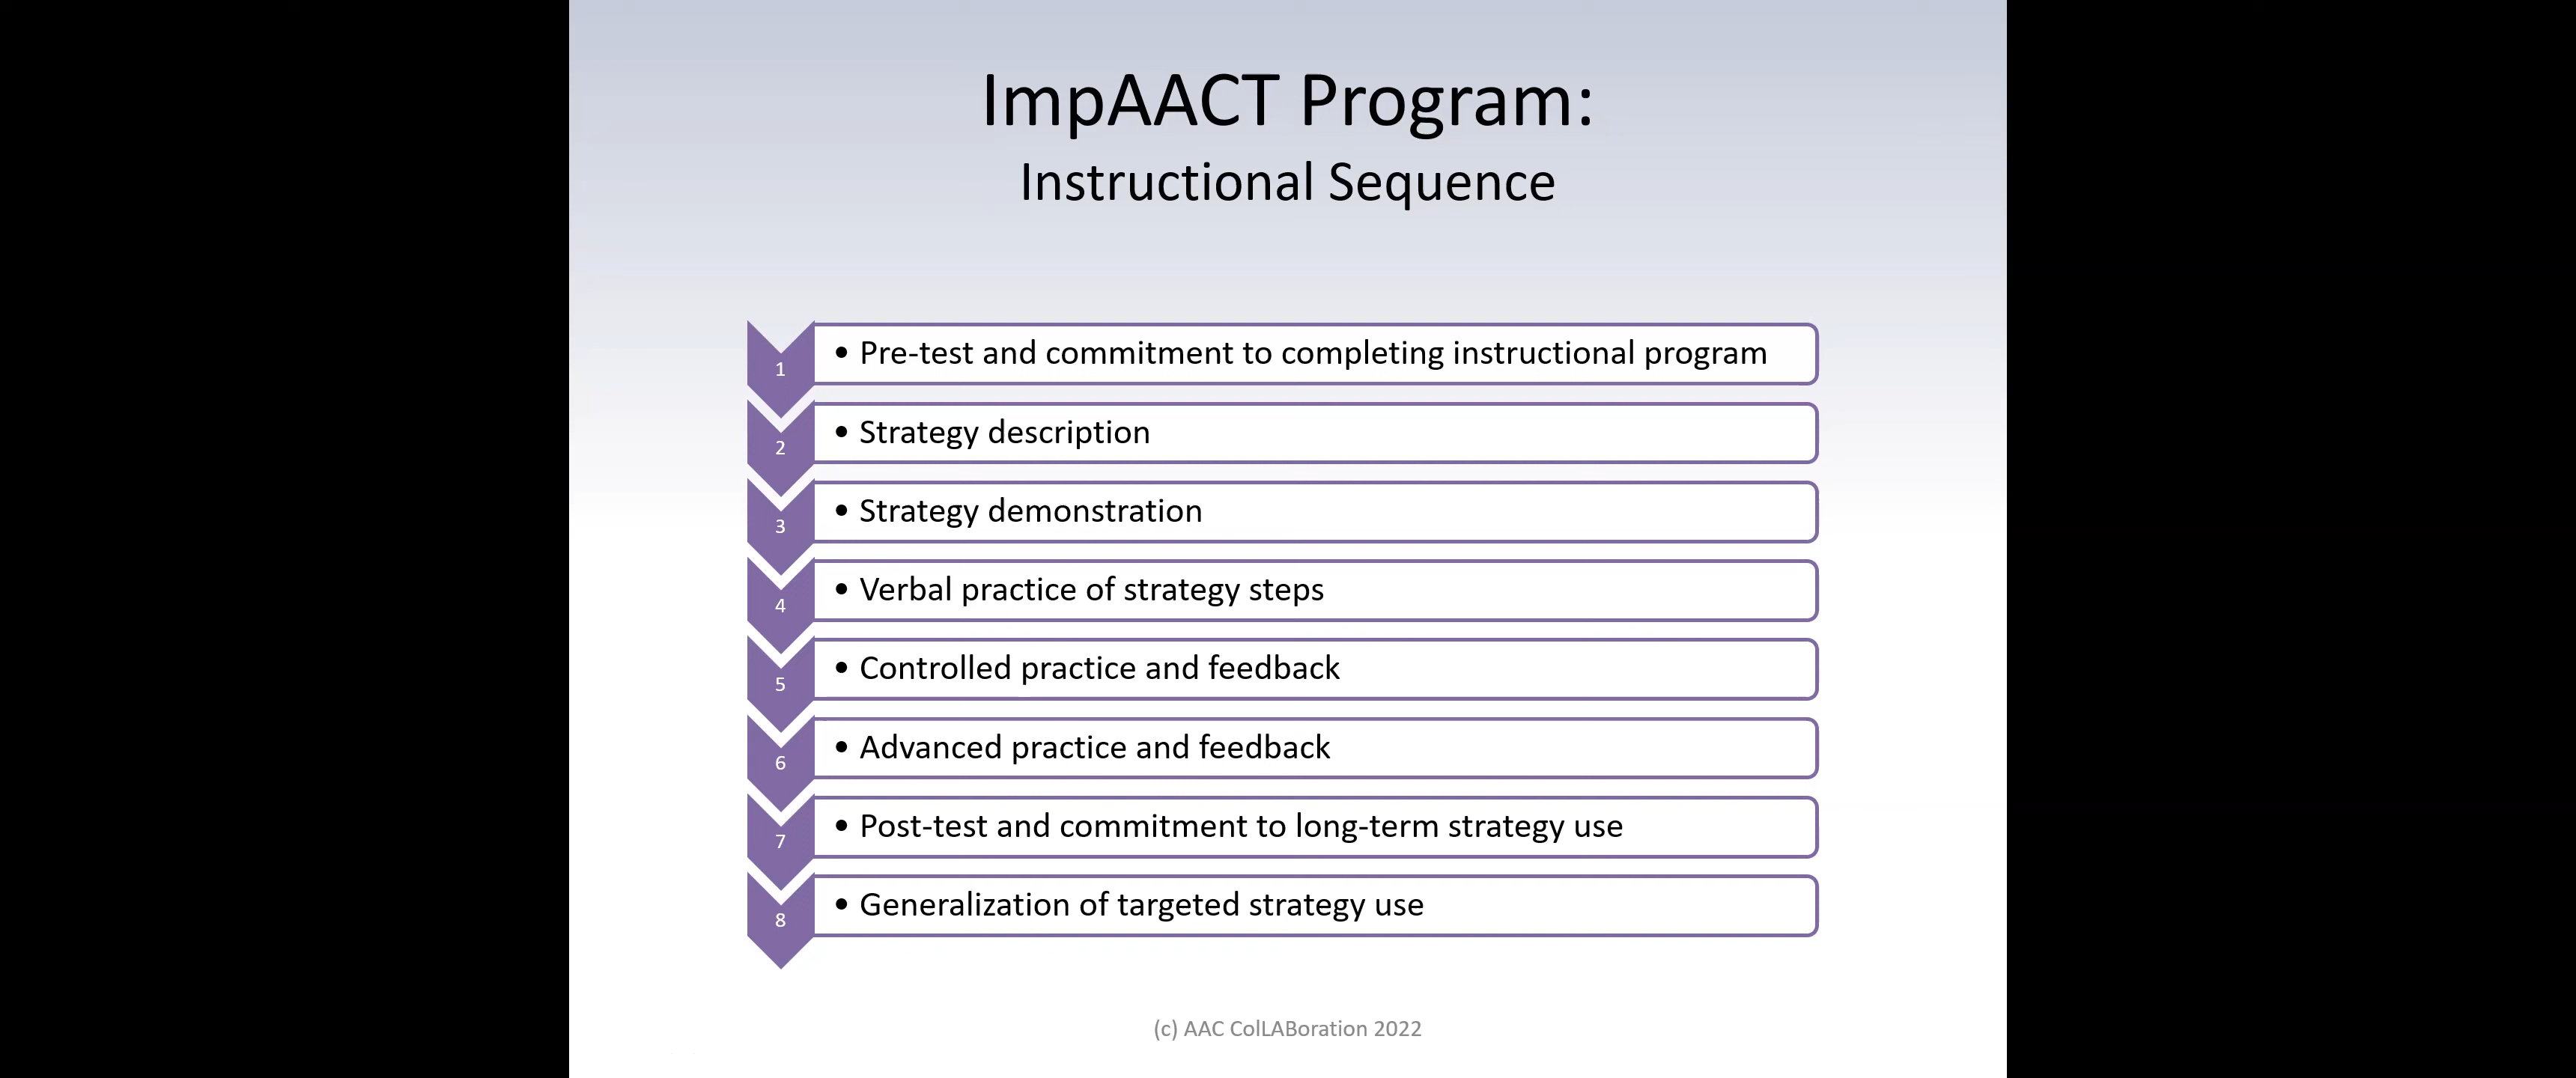 ImpAACT Program:
Instructional Sequence
1 • Pre-test and commitment to completing instructional program
2 • Strategy description
3 • Strategy demonstration
4 • Verbal practice of strategy steps
5 • Controlled practice and feedback
6 • Advanced practice and feedback
7 • Post-test and commitment to long-term strategy use
8 • Generalization of targeted strategy use
(c) AAC ColLABoration 2022